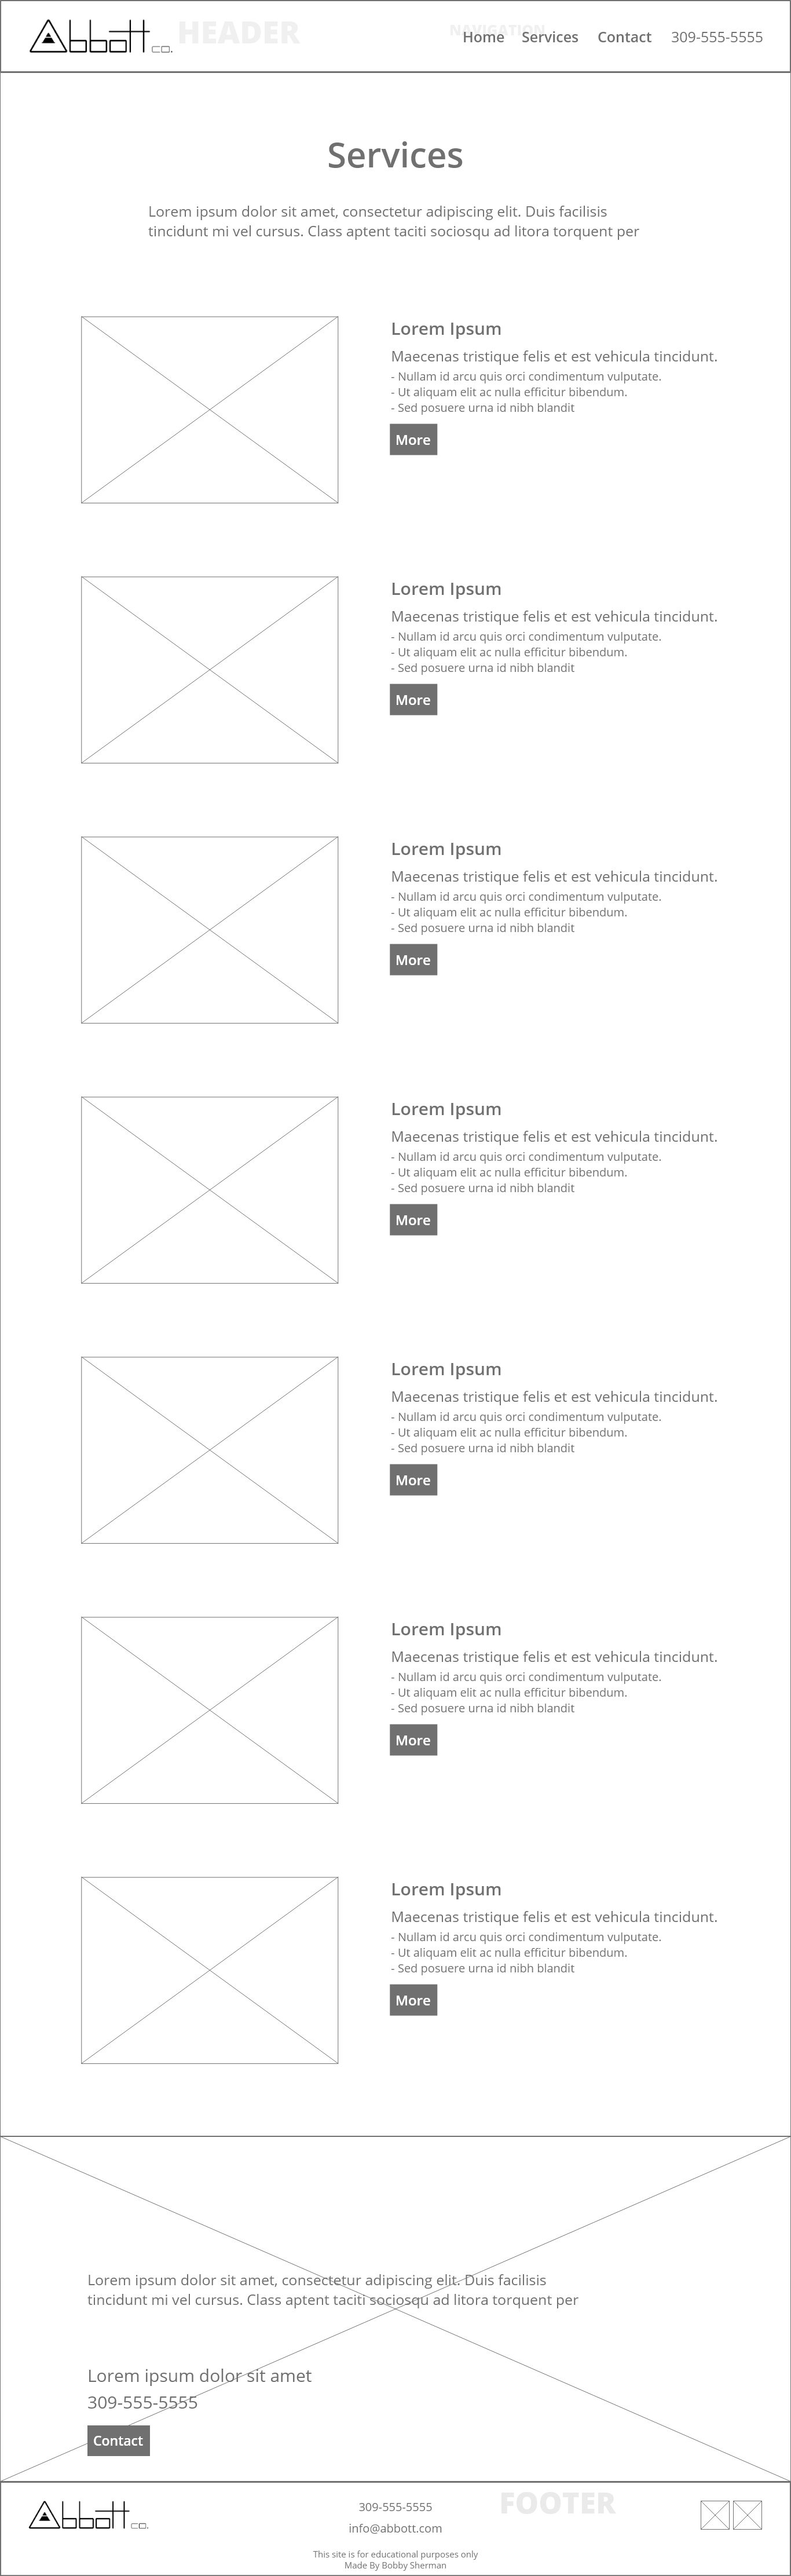 Abbott co.
HEADER
NAVIGATION
Home Services Contact 309-555-5555
Services
Lorem ipsum dolor sit amet, consectetur adipiscing elit. Duis facilisis
tincidunt mi vel cursus. Class aptent taciti sociosqu ad litora torquent per
Lorem Ipsum
Maecenas tristique felis et est vehicula tincidunt.
- Nullam id arcu quis orci condimentum vulputate.
- Ut aliquam elit ac nulla efficitur bibendum.
- Sed posuere urna id nibh blandit
More
Lorem Ipsum
Maecenas tristique felis et est vehicula tincidunt.
- Nullam id arcu quis orci condimentum vulputate.
- Ut aliquam elit ac nulla efficitur bibendum.
- Sed posuere urna id nibh blandit
More
Lorem Ipsum
Maecenas tristique felis et est vehicula tincidunt.
- Nullam id arcu quis orci condimentum vulputate.
- Ut aliquam elit ac nulla efficitur bibendum.
- Sed posuere urna id nibh blandit
More
Lorem Ipsum
Maecenas tristique felis et est vehicula tincidunt.
- Nullam id arcu quis orci condimentum vulputate.
- Ut aliquam elit ac nulla efficitur bibendum.
- Sed posuere urna id nibh blandit
More
Lorem Ipsum
Maecenas tristique felis et est vehicula tincidunt.
- Nullam id arcu quis orci condimentum vulputate.
- Ut aliquam elit ac nulla efficitur bibendum.
- Sed posuere urna id nibh blandit
More
Lorem Ipsum
Maecenas tristique felis et est vehicula tincidunt.
- Nullam id arcu quis orci condimentum vulputate.
- Ut aliquam elit ac nulla efficitur bibendum.
- Sed posuere urna id nibh blandit
More
Lorem Ipsum
Maecenas tristique felis et est vehicula tincidunt.
- Nullam id arcu quis orci condimentum vulputate.
- Ut aliquam elit ac nulla efficitur bibendum.
- Sed posuere urna id nibh blandit
More
Lorem ipsum dolor sit amet, consectetur adipiscing elit. Duis facilisis
tincidunt mi vel cursus. Class aptent taciti sociosqu ad litora torquent per
Lorem ipsum dolor sit amet
309-555-5555
Contact
Abbott co.
309-555-5555
FOOTER
info@abbott.com
This site is for educational purposes only
Made By Bobby Sherman